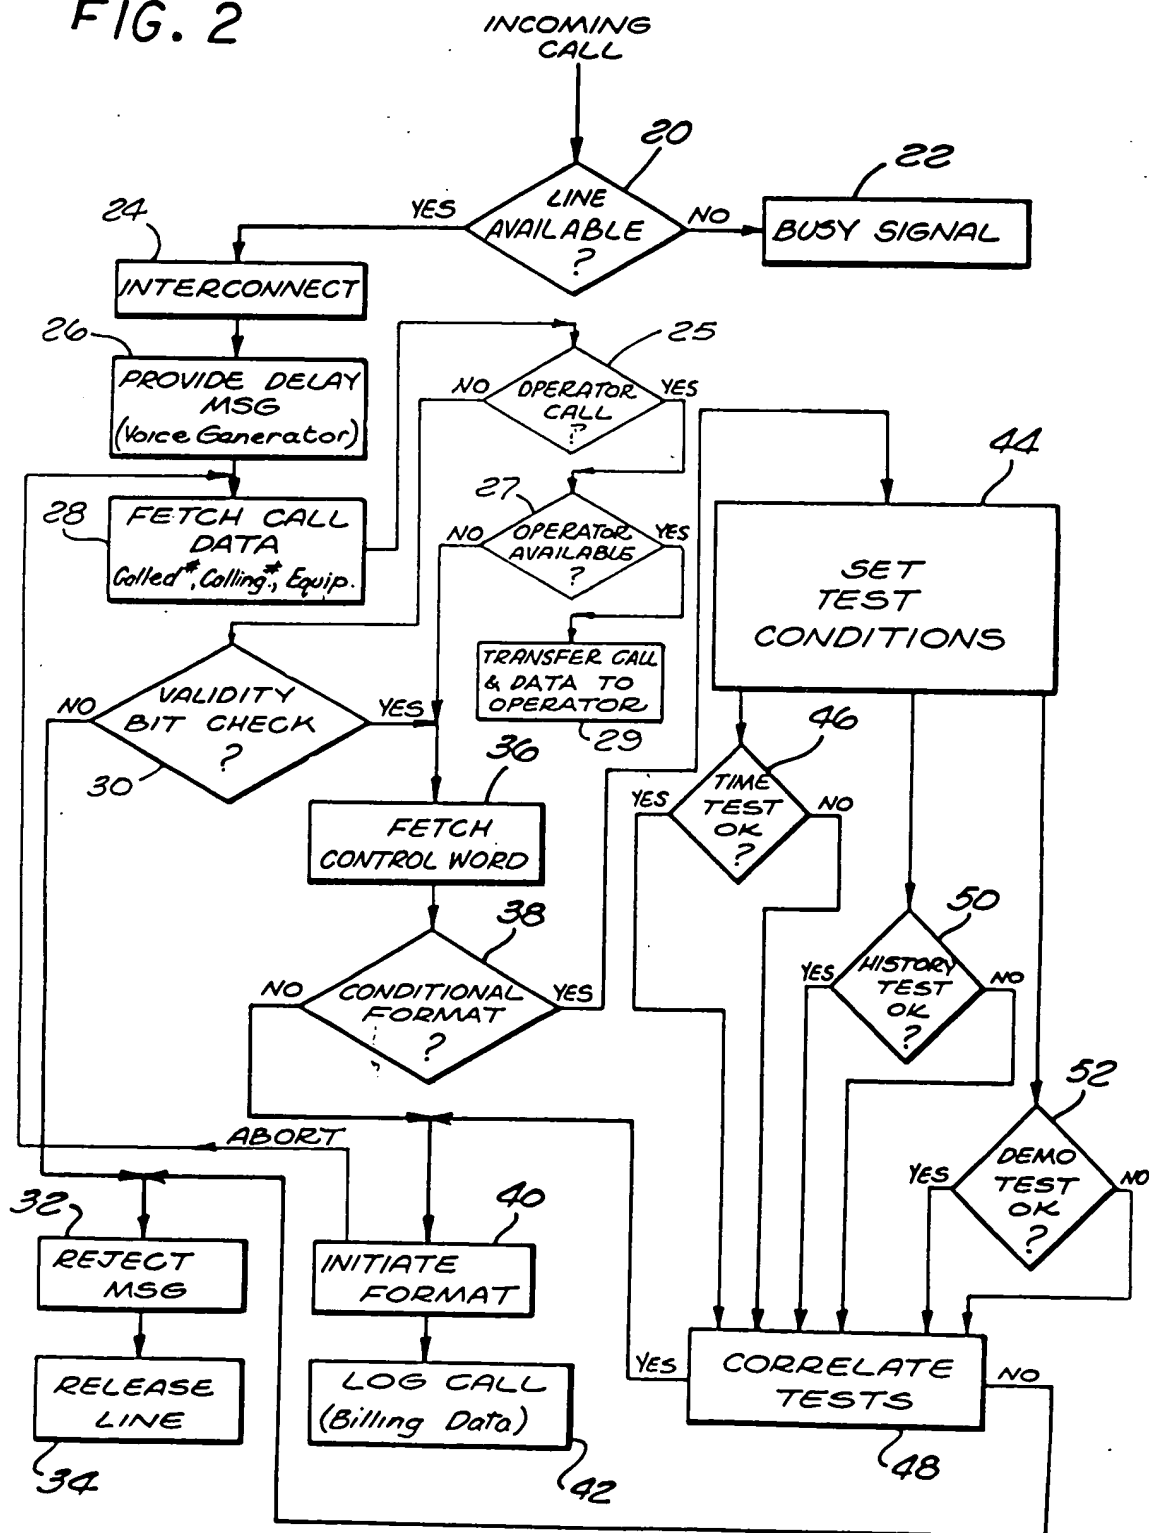 FIG. 2
INCOMING
CALL
20
LINE
AVAILABLE
?
YES
NO
22
BUSY SIGNAL
24
INTERCONNECT
26
PROVIDE DELAY
MSG
(Voice Generator)
25
OPERATOR
CALL
?
NO
YES
28
FETCH CALL
DATA
Called#, Calling#, Equip.
27
OPERATOR
AVAILABLE
?
NO
YES
TRANSFER CALL
& DATA TO
OPERATOR
29
44
SET
TEST
CONDITIONS
NO
VALIDITY
BIT CHECK
?
YES
30
36
FETCH
CONTROL WORD
46
TIME
TEST
OK
?
YES
NO
38
CONDITIONAL
FORMAT
?
NO
YES
50
HISTORY
TEST
OK
?
YES
NO
52
DEMO
TEST
OK
?
YES
NO
ABORT
32
REJECT
MSG
40
INITIATE
FORMAT
RELEASE
LINE
34
LOG CALL
(Billing Data)
42
YES
CORRELATE
TESTS
NO
48